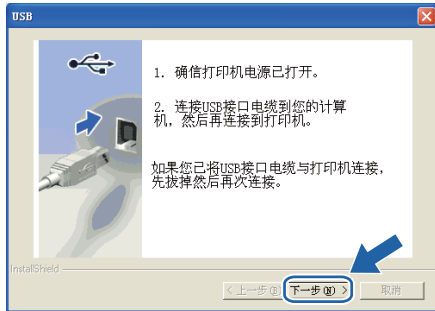 USB
1. 确信打印机电源已打开。
2. 连接USB接口电缆到您的计算
机，然后再连接到打印机。
如果您已将USB接口电缆与打印机连接，
先拔掉然后再次连接。
InstallShield
< 上一步(B)
下一步(N) >
取消